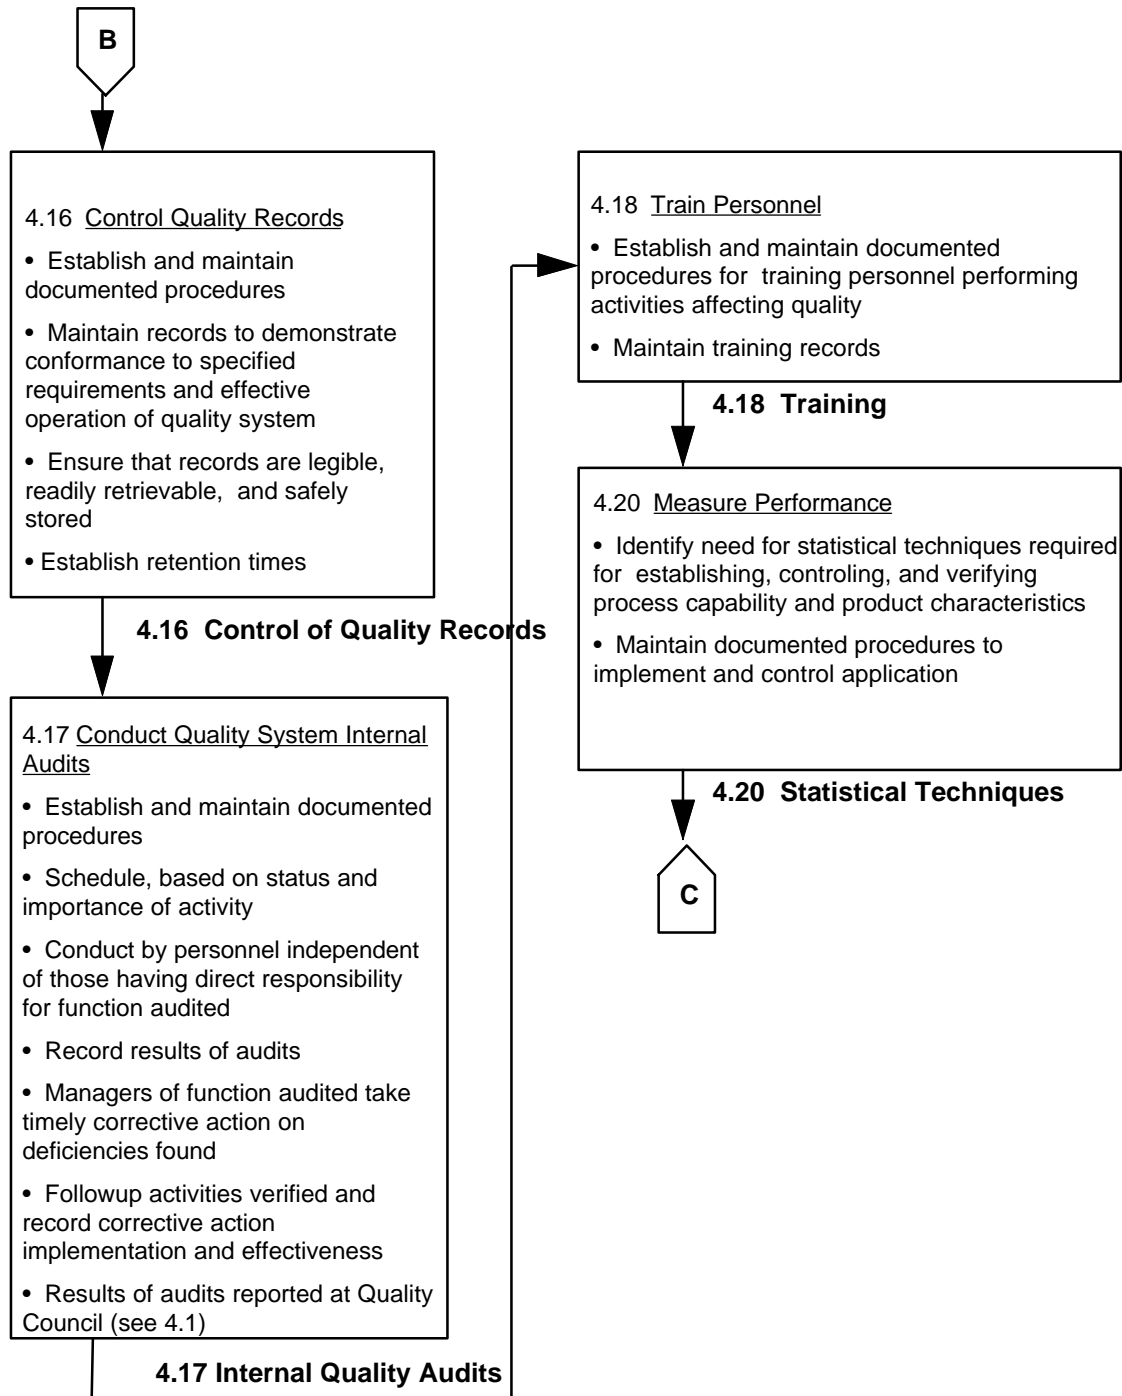 B
4.16 Control Quality Records
• Establish and maintain
documented procedures
• Maintain records to demonstrate
conformance to specified
requirements and effective
operation of quality system
• Ensure that records are legible,
readily retrievable, and safely
stored
• Establish retention times
4.16 Control of Quality Records
4.17 Conduct Quality System Internal
Audits
• Establish and maintain documented
procedures
• Schedule, based on status and
importance of activity
• Conduct by personnel independent
of those having direct responsibility
for function audited
• Record results of audits
• Managers of function audited take
timely corrective action on
deficiencies found
• Followup activities verified and
record corrective action
implementation and effectiveness
• Results of audits reported at Quality
Council (see 4.1)
4.17 Internal Quality Audits
4.18 Train Personnel
• Establish and maintain documented
procedures for training personnel performing
activities affecting quality
• Maintain training records
4.18 Training
4.20 Measure Performance
• Identify need for statistical techniques required
for establishing, controling, and verifying
process capability and product characteristics
• Maintain documented procedures to
implement and control application
4.20 Statistical Techniques
C